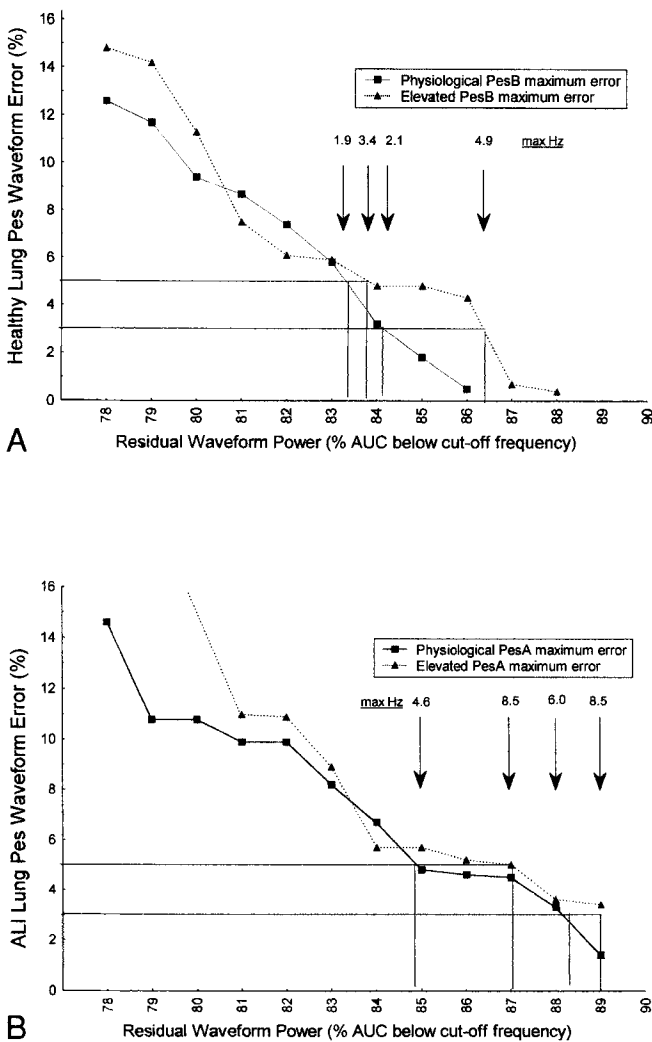 16
14
12
10
8
6
4
2
0
Healthy Lung Pes Waveform Error (%)
Physiological PesB maximum error
Elevated PesB maximum error
1.9 3.4 2.1 4.9 max Hz
78 79 80 81 82 83 84 85 86 87 88 89 90
A
Residual Waveform Power (% AUC below cut-off frequency)
16
14
12
10
8
6
4
2
0
ALI Lung Pes Waveform Error (%)
Physiological PesA maximum error
Elevated PesA maximum error
max Hz 4.6 8.5 6.0 8.5
78 79 80 81 82 83 84 85 86 87 88 89 90
B
Residual Waveform Power (% AUC below cut-off frequency)